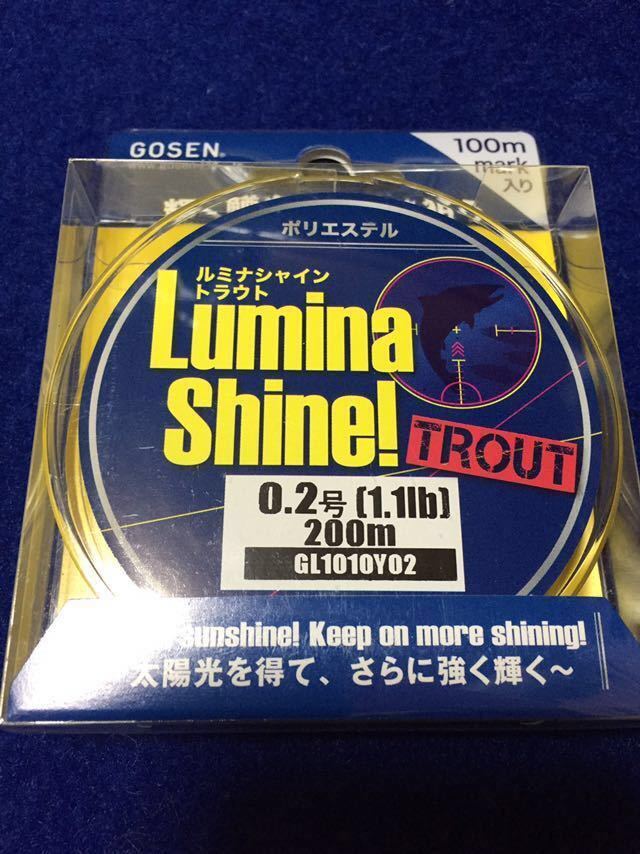 GOSEN®
100m
mark
入り
ポリエステル
ルミナシャイン
トラウト
Lumina
Shine!
TROUT
0.2号 (1.1lb)
200m
GL1010Y02
sunshine! Keep on more shining!
太陽光を得て、さらに強く輝く〜